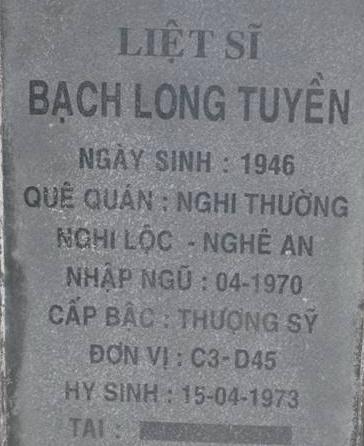 LIỆT SĨ
BẠCH LONG TUYỀN
NGÀY SINH : 1946
QUÊ QUÁN : NGHI THƯỜNG
NGHI LỘC - NGHỆ AN
NHẬP NGŨ : 04-1970
CẤP BẬC : THƯỢNG SỸ
ĐƠN VỊ : C3-D45
HY SINH : 15-04-1973
TẠI :